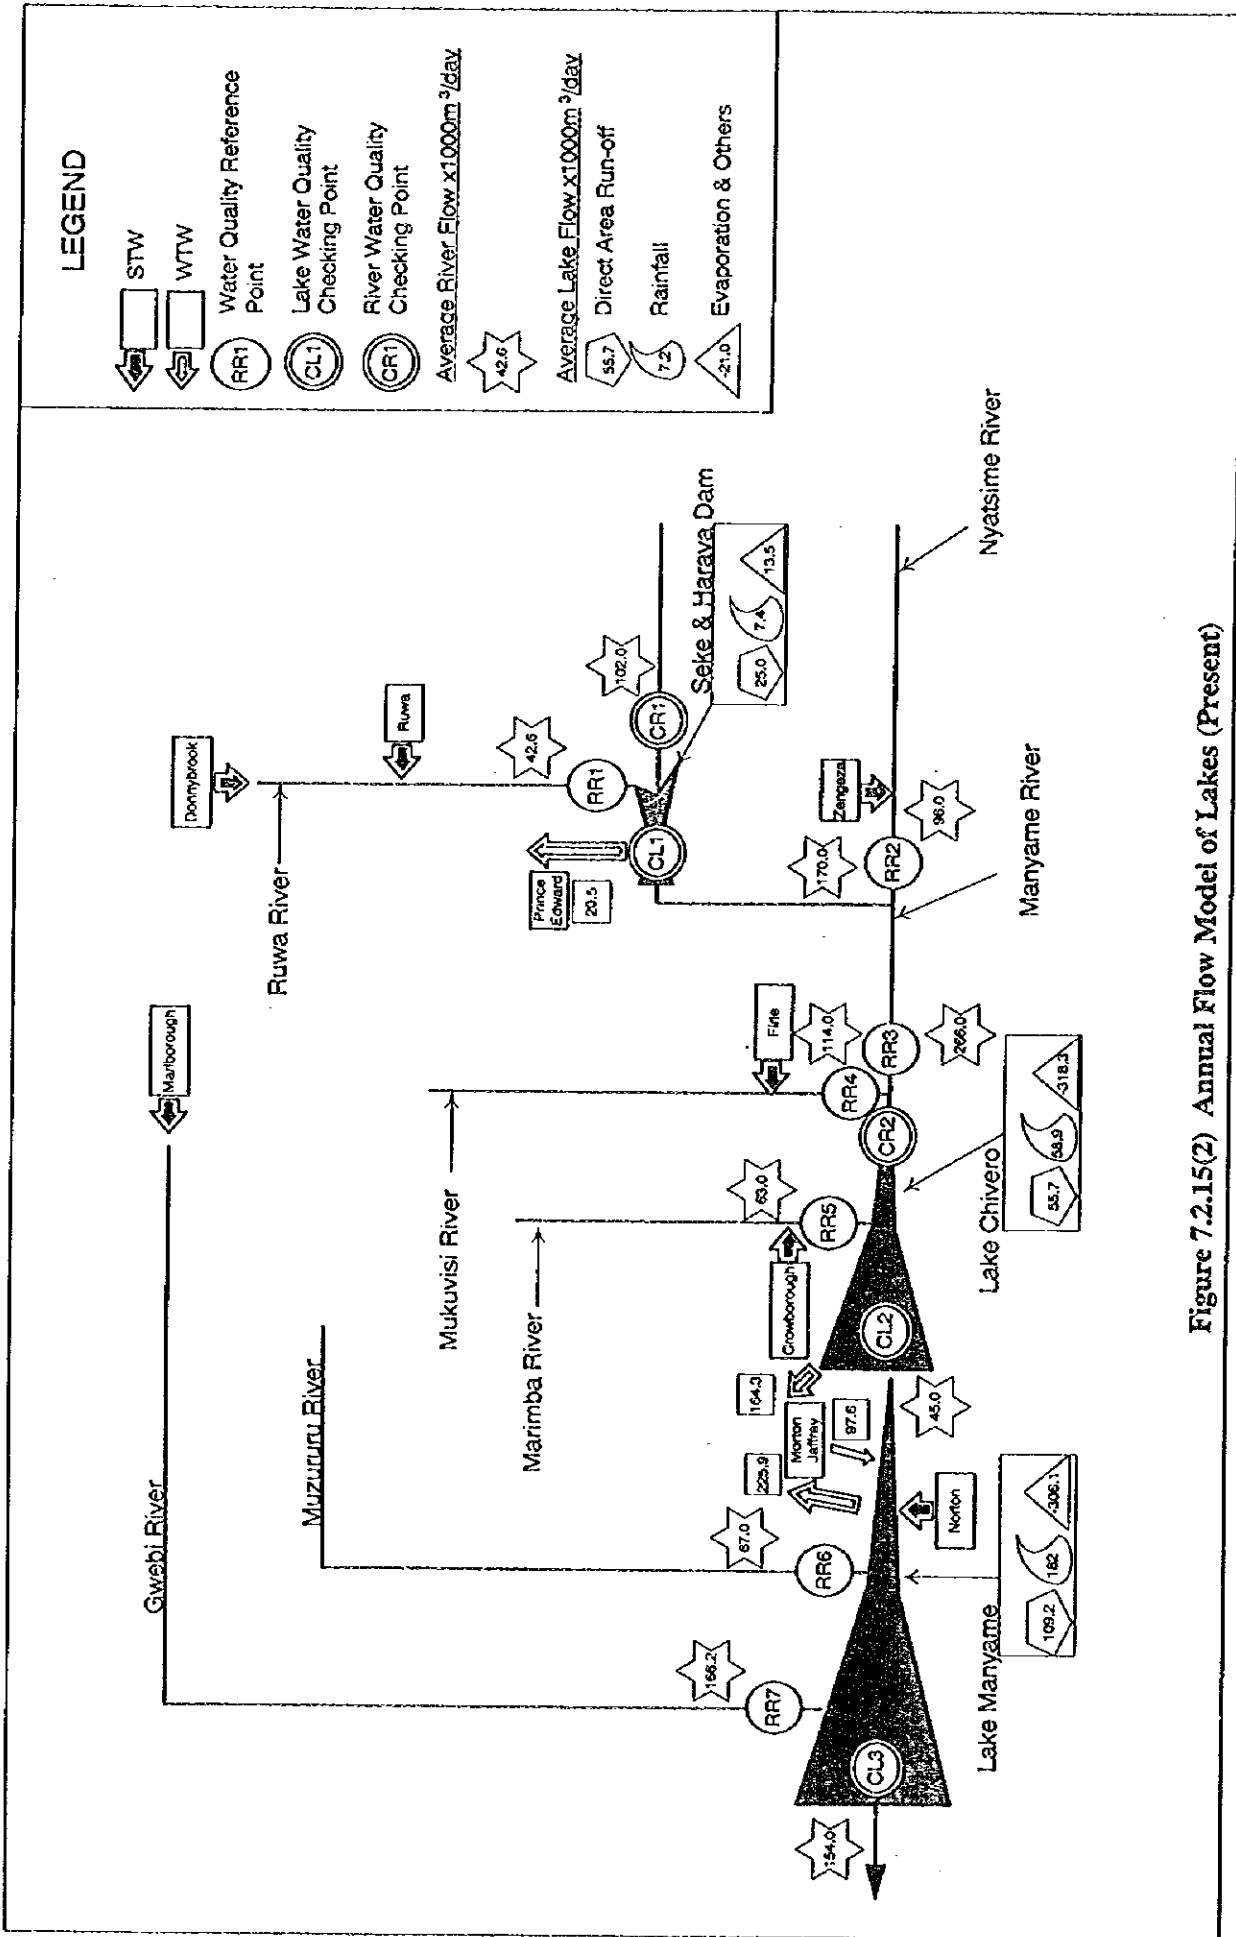 LEGEND
STW
WTW
RR1
Water Quality Reference
Point
CL1
Lake Water Quality
Checking Point
CR1
River Water Quality
Checking Point
Average River Flow x1000m³/day
42.6
Average Lake Flow x1000m³/day
55.7
Direct Area Run-off
7.2
Rainfall
-21.0
Evaporation & Others
Gwebi River
Marlborough
Muzururu River
Mukuvisi River
Marimba River
Ruwa River
Donnybrook
Ruwa
42.6
RR1
102.0
CR1
CL1
Prince
Edward
20.5
Seke & Harava Dam
25.0
7.4
13.5
170.0
Zengeza
RR2
96.0
Nyatsime River
Manyame River
Firle
114.0
RR4
RR3
266.0
CR2
63.0
RR5
Crowborough
CL2
Lake Chivero
55.7
58.9
-318.3
164.3
Morton
Jaffray
97.6
225.9
45.0
Norton
67.0
RR6
166.2
RR7
CL3
154.0
Lake Manyame
109.2
182
-306.1
Figure 7.2.15(2) Annual Flow Model of Lakes (Present)